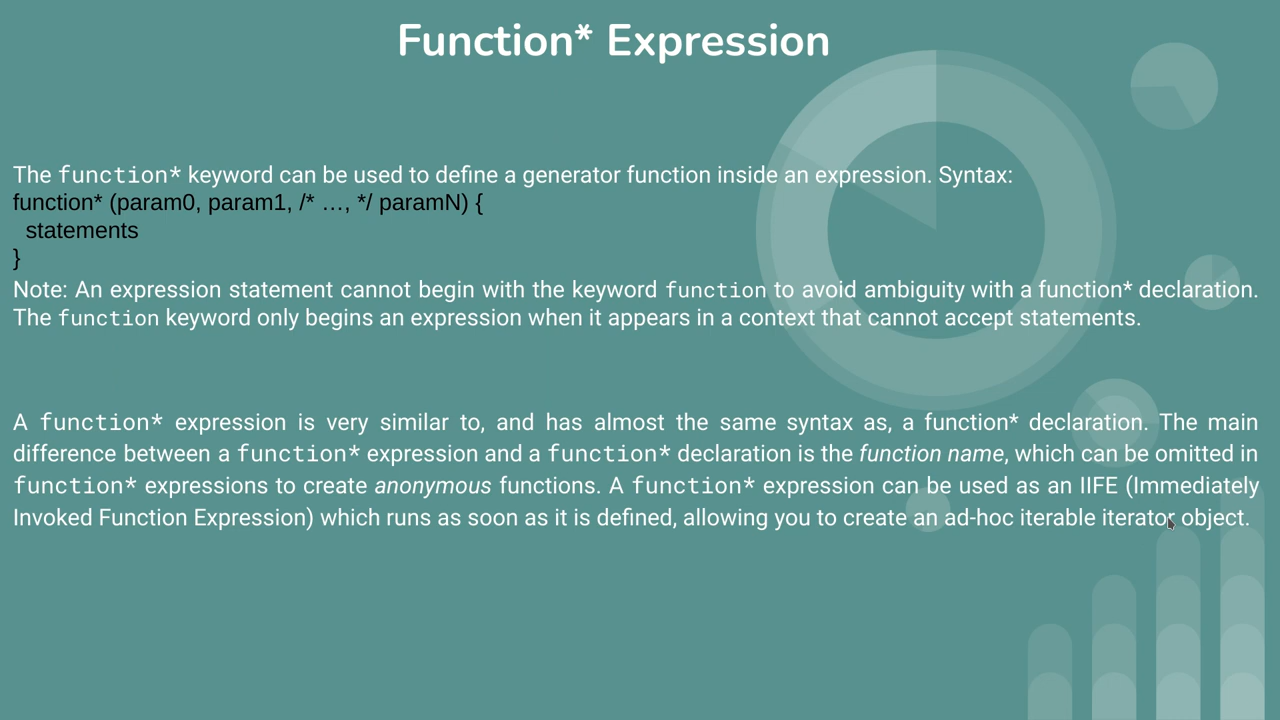 Function* Expression
The function* keyword can be used to define a generator function inside an expression. Syntax:
function* (param0, param1, /* …, */ paramN) {
  statements
}
Note: An expression statement cannot begin with the keyword function to avoid ambiguity with a function* declaration.
The function keyword only begins an expression when it appears in a context that cannot accept statements.
A function* expression is very similar to, and has almost the same syntax as, a function* declaration. The main
difference between a function* expression and a function* declaration is the function name, which can be omitted in
function* expressions to create anonymous functions. A function* expression can be used as an IIFE (Immediately
Invoked Function Expression) which runs as soon as it is defined, allowing you to create an ad-hoc iterable iterator object.